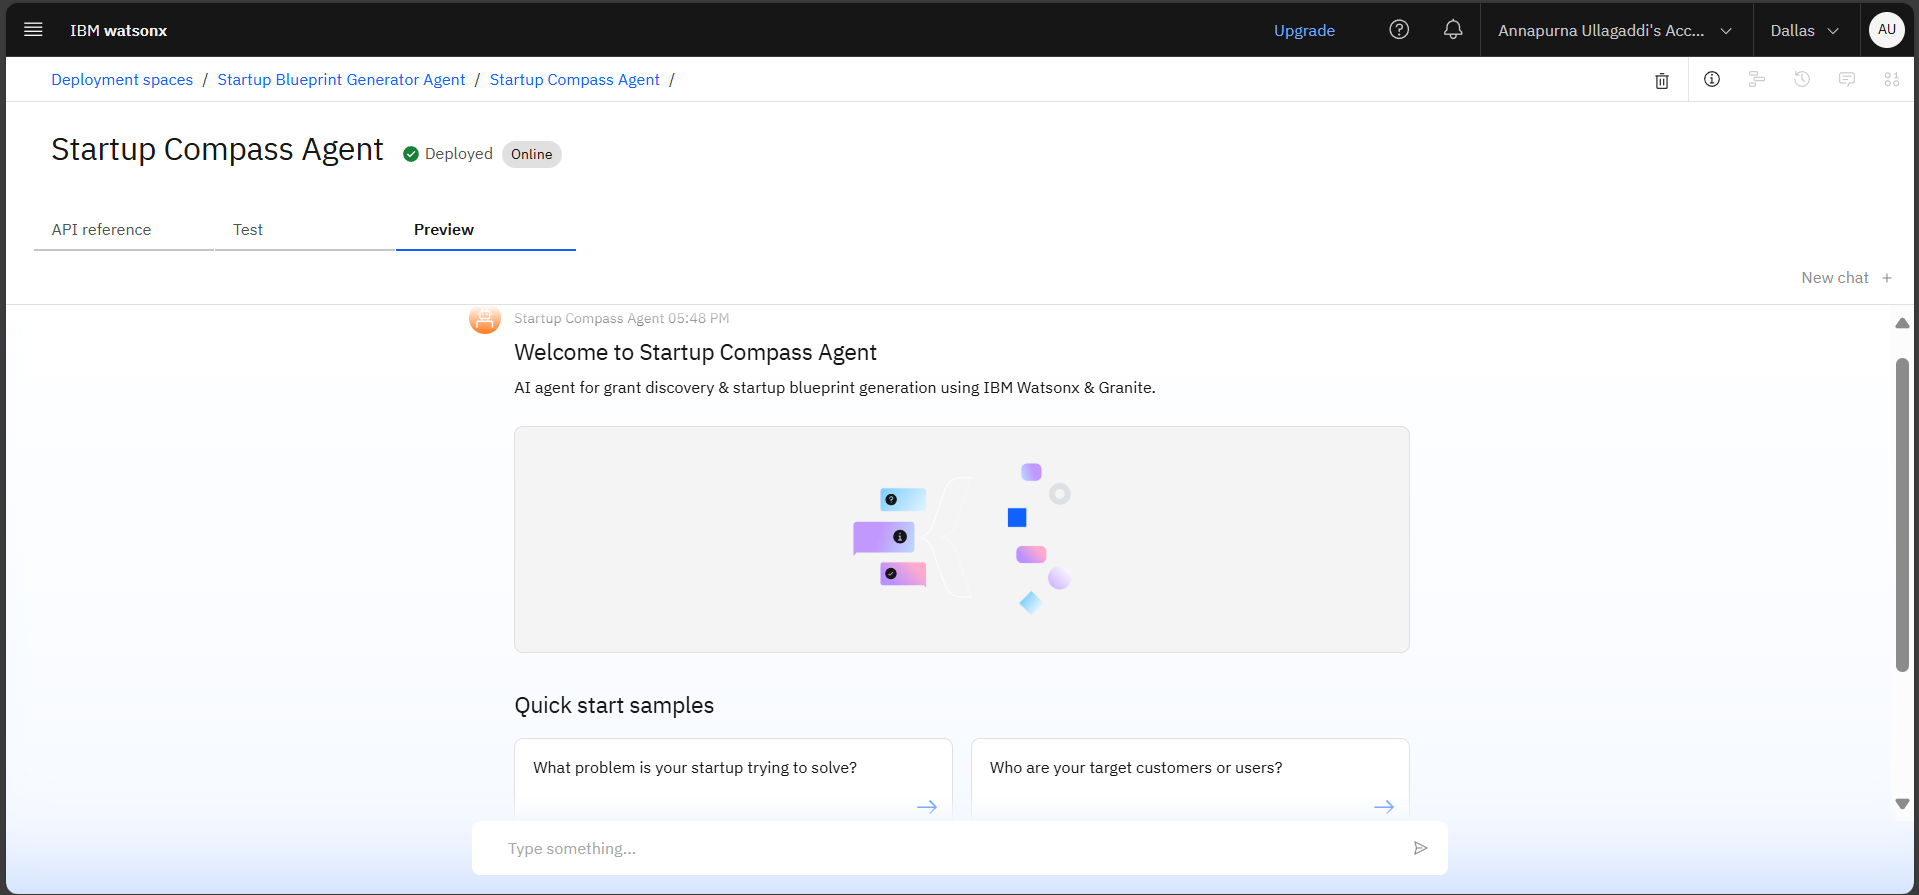 IBM watsonx
Upgrade
Annapurna Ullagaddi's Acc...
Dallas
AU
Deployment spaces / Startup Blueprint Generator Agent / Startup Compass Agent /
Startup Compass Agent
Deployed
Online
API reference
Test
Preview
New chat +
Startup Compass Agent 05:48 PM
Welcome to Startup Compass Agent
AI agent for grant discovery & startup blueprint generation using IBM Watsonx & Granite.
Quick start samples
What problem is your startup trying to solve?
Who are your target customers or users?
Type something...